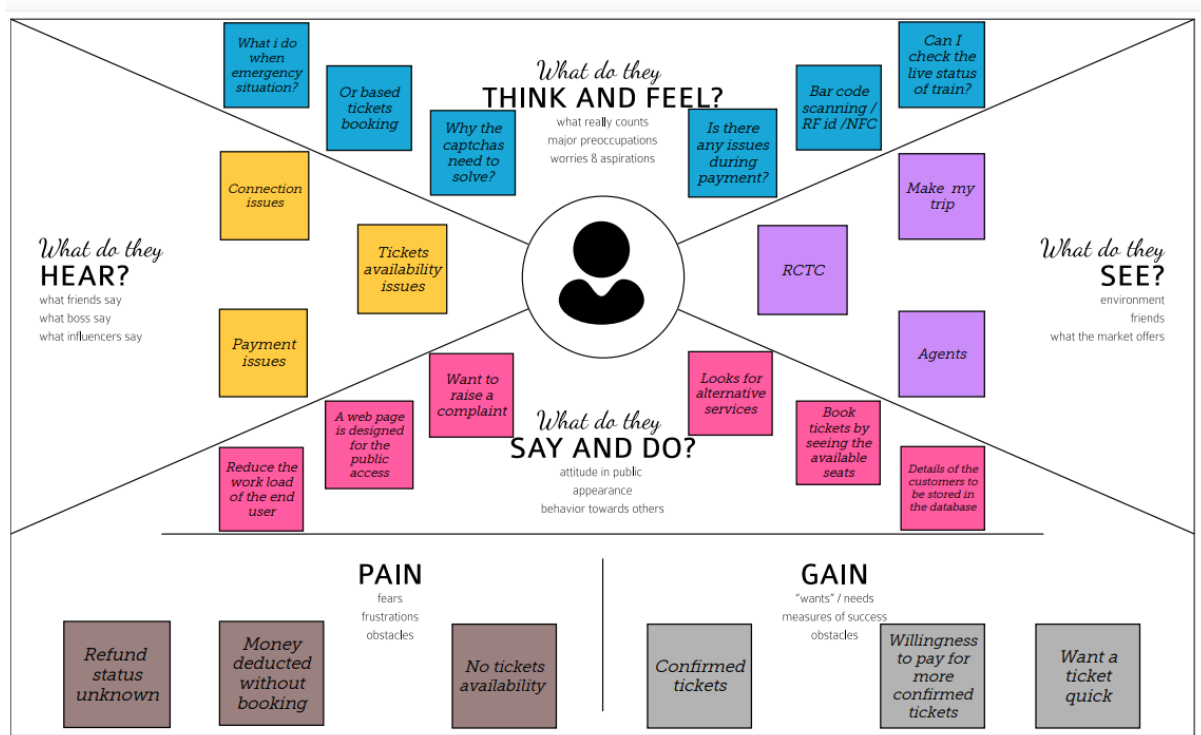 What i do
when
emergency
situation?
Or based
tickets
booking
Why the
captchas
need to
solve?
What do they
THINK AND FEEL?
what really counts
major preoccupations
worries & aspirations
Is there
any issues
during
payment?
Bar code
scanning /
RF id /NFC
Can I
check the
live status
of train?
What do they
HEAR?
what friends say
what boss say
what influencers say
Connection
issues
Tickets
availability
issues
Payment
issues
RCTC
Make my
trip
Agents
What do they
SEE?
environment
friends
what the market offers
Reduce the
work load
of the end
user
A web page
is designed
for the
public
access
Want to
raise a
complaint
What do they
SAY AND DO?
attitude in public
appearance
behavior towards others
Looks for
alternative
services
Book
tickets by
seeing the
available
seats
Details of the
customers to
be stored in
the database
PAIN
fears
frustrations
obstacles
Refund
status
unknown
Money
deducted
without
booking
No tickets
availability
GAIN
"wants" / needs
measures of success
obstacles
Confirmed
tickets
Willingness
to pay for
more
confirmed
tickets
Want a
ticket
quick